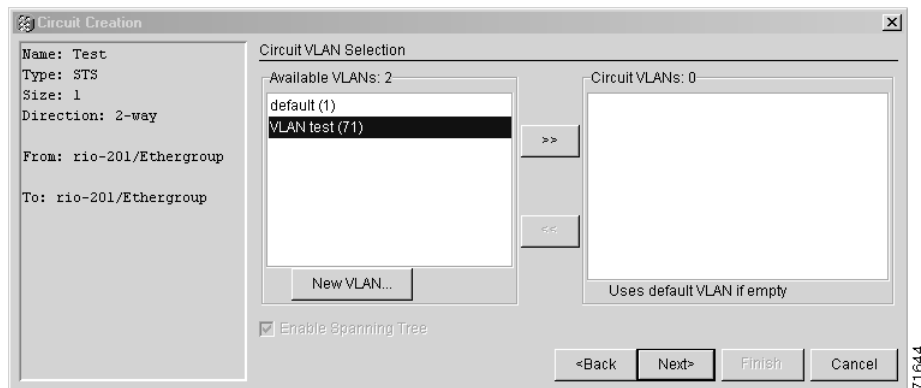 Circuit Creation
Name: Test
Type: STS
Size: 1
Direction: 2-way
From: rio-201/Ethergroup
To: rio-201/Ethergroup
Circuit VLAN Selection
Available VLANs: 2
default (1)
VLAN test (71)
New VLAN...
>>
<<
Circuit VLANs: 0
Uses default VLAN if empty
Enable Spanning Tree
<Back
Next>
Finish
Cancel
71644